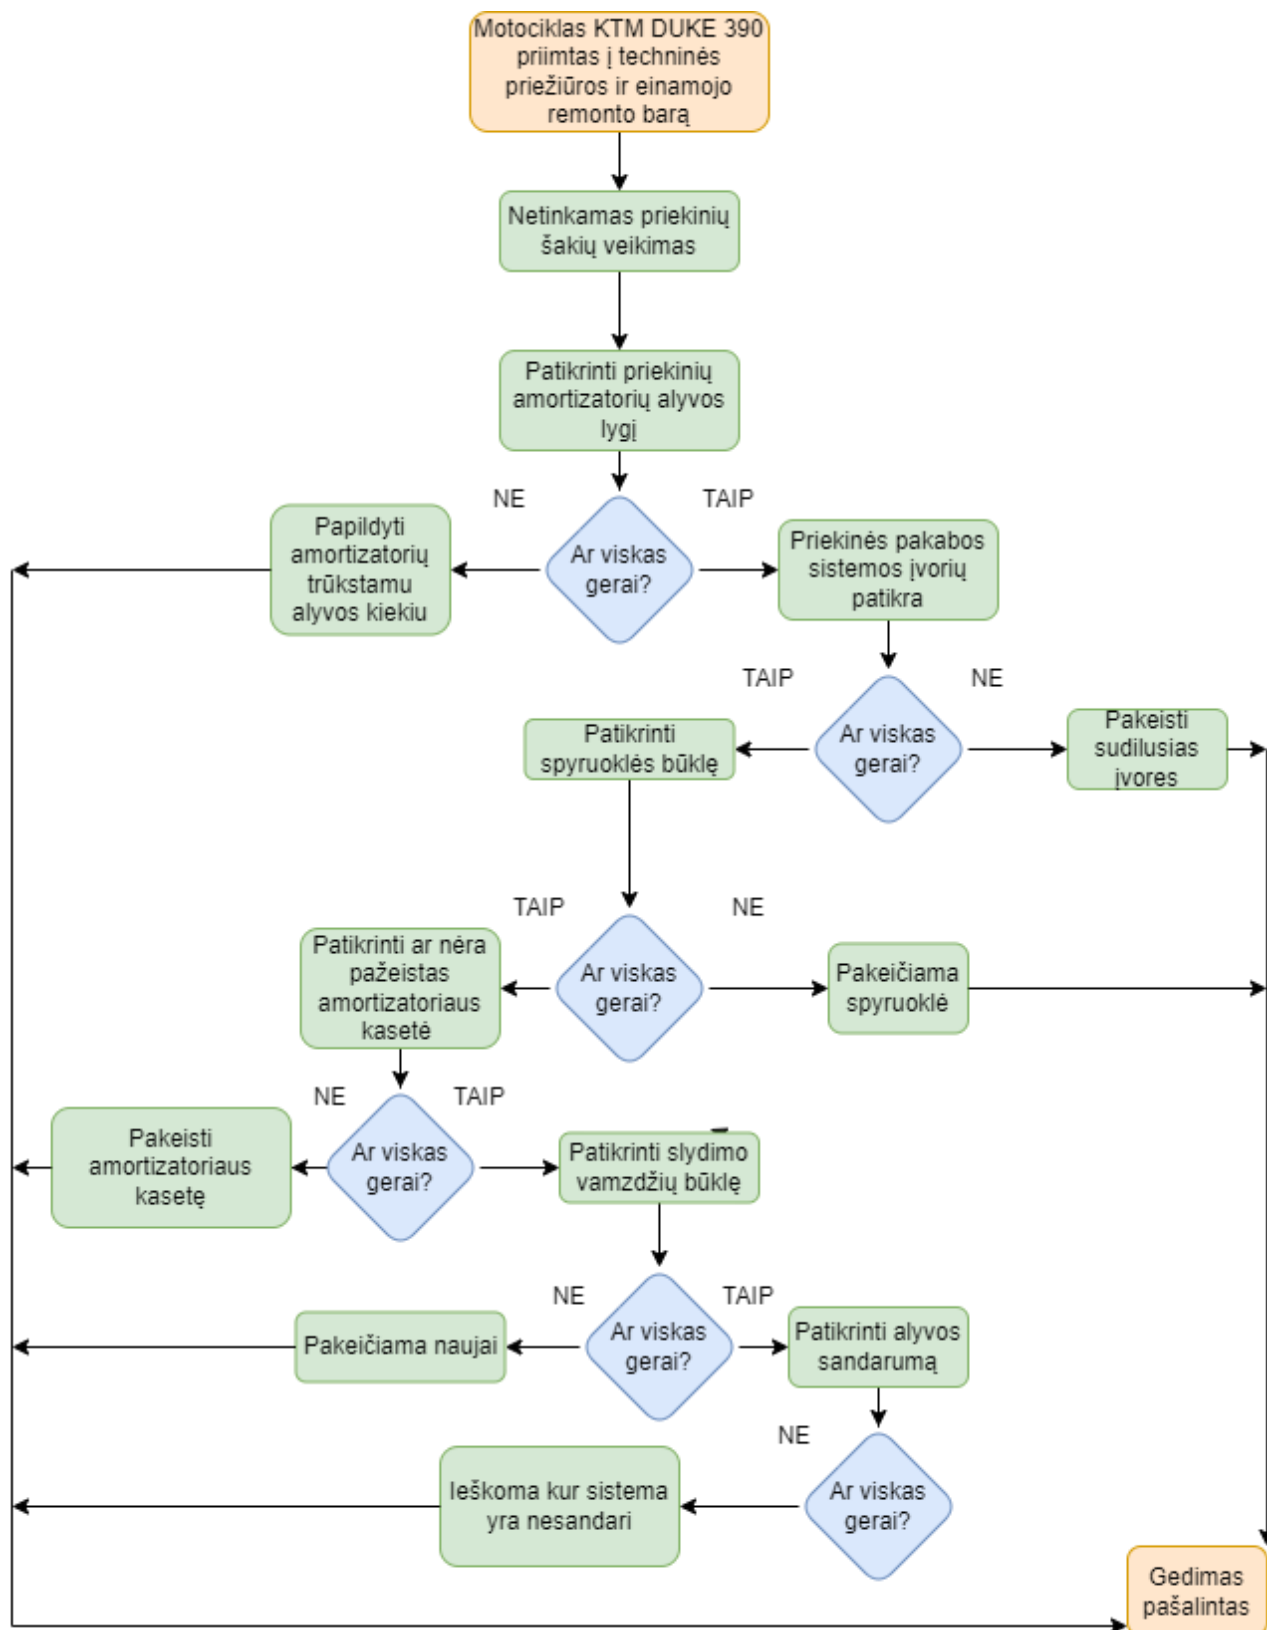 Motociklas KTM DUKE 390
priimtas į techninės
priežiūros ir einamojo
remonto barą
Netinkamas priekinių
šakių veikimas
Patikrinti priekinių
amortizatorių alyvos
lygį
NE
TAIP
Papildyti
amortizatorių
trūkstamu
alyvos kiekiu
Ar viskas
gerai?
Priekinės pakabos
sistemos įvorių
patikra
TAIP
NE
Patikrinti
spyruoklės būklę
Ar viskas
gerai?
Pakeisti
sudilusias
įvores
TAIP
NE
Patikrinti ar nėra
pažeistas
amortizatoriaus
kasetė
Ar viskas
gerai?
Pakeičiama
spyruoklė
NE
TAIP
Pakeisti
amortizatoriaus
kasetę
Ar viskas
gerai?
Patikrinti slydimo
vamzdžių būklę
NE
TAIP
Pakeičiama naujai
Ar viskas
gerai?
Patikrinti alyvos
sandarumą
NE
Ieškoma kur sistema
yra nesandari
Ar viskas
gerai?
Gedimas
pašalintas